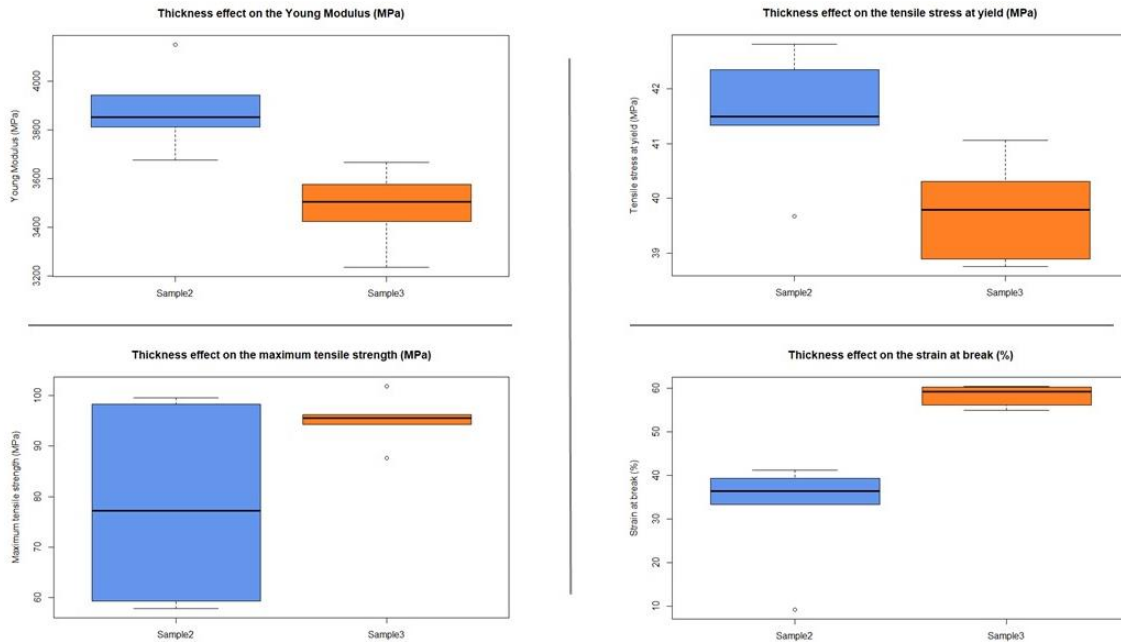 Thickness effect on the Young Modulus (MPa)
Young Modulus (MPa)
4000
3800
3600
3400
3200
Sample2
Sample3
Thickness effect on the tensile stress at yield (MPa)
Tensile stress at yield (MPa)
42
41
40
39
Sample2
Sample3
Thickness effect on the maximum tensile strength (MPa)
Maximum tensile strength (MPa)
100
90
80
70
60
Sample2
Sample3
Thickness effect on the strain at break (%)
Strain at break (%)
60
50
40
30
20
10
Sample2
Sample3